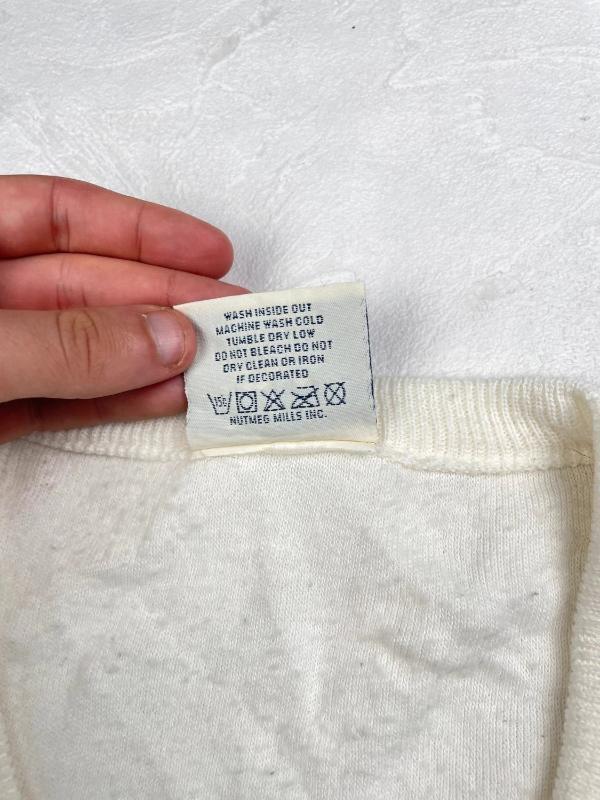 WASH INSIDE OUT
MACHINE WASH COLD
TUMBLE DRY LOW
DO NOT BLEACH DO NOT
DRY CLEAN OR IRON
IF DECORATED
15c
NUTMEG MILLS INC.